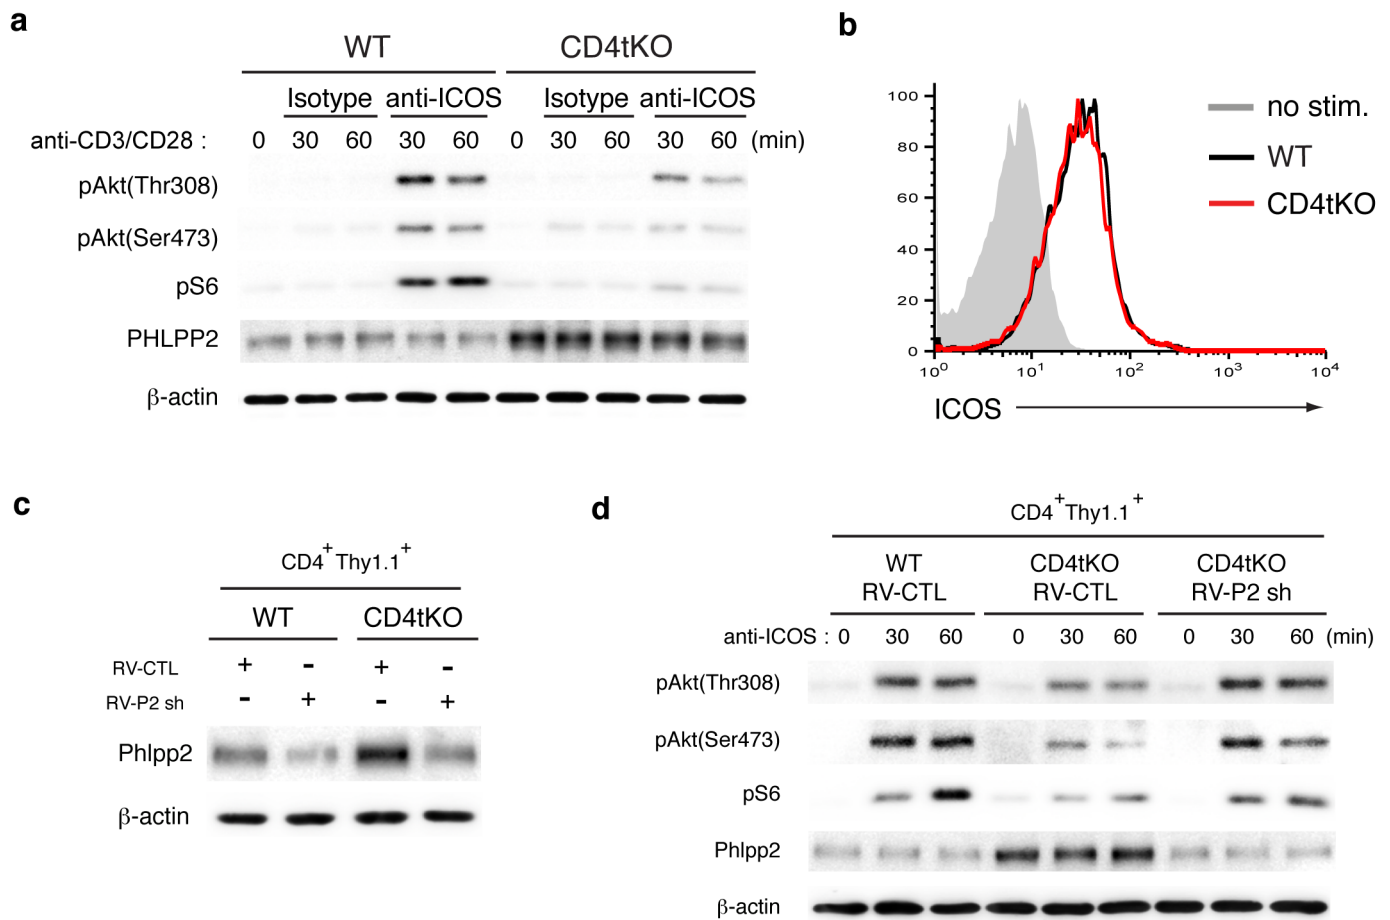 a
WT CD4tKO
Isotype anti-ICOS Isotype anti-ICOS
anti-CD3/CD28 : 0 30 60 30 60 0 30 60 30 60 (min)
pAkt(Thr308)
pAkt(Ser473)
pS6
PHLPP2
β-actin
b
100
80
60
40
20
0
10⁰ 10¹ 10² 10³ 10⁴
ICOS
no stim.
WT
CD4tKO
c
CD4⁺Thy1.1⁺
WT CD4tKO
RV-CTL + - + -
RV-P2 sh - + - +
Phlpp2
β-actin
d
CD4⁺Thy1.1⁺
WT CD4tKO CD4tKO
RV-CTL RV-CTL RV-P2 sh
anti-ICOS : 0 30 60 0 30 60 0 30 60 (min)
pAkt(Thr308)
pAkt(Ser473)
pS6
Phlpp2
β-actin